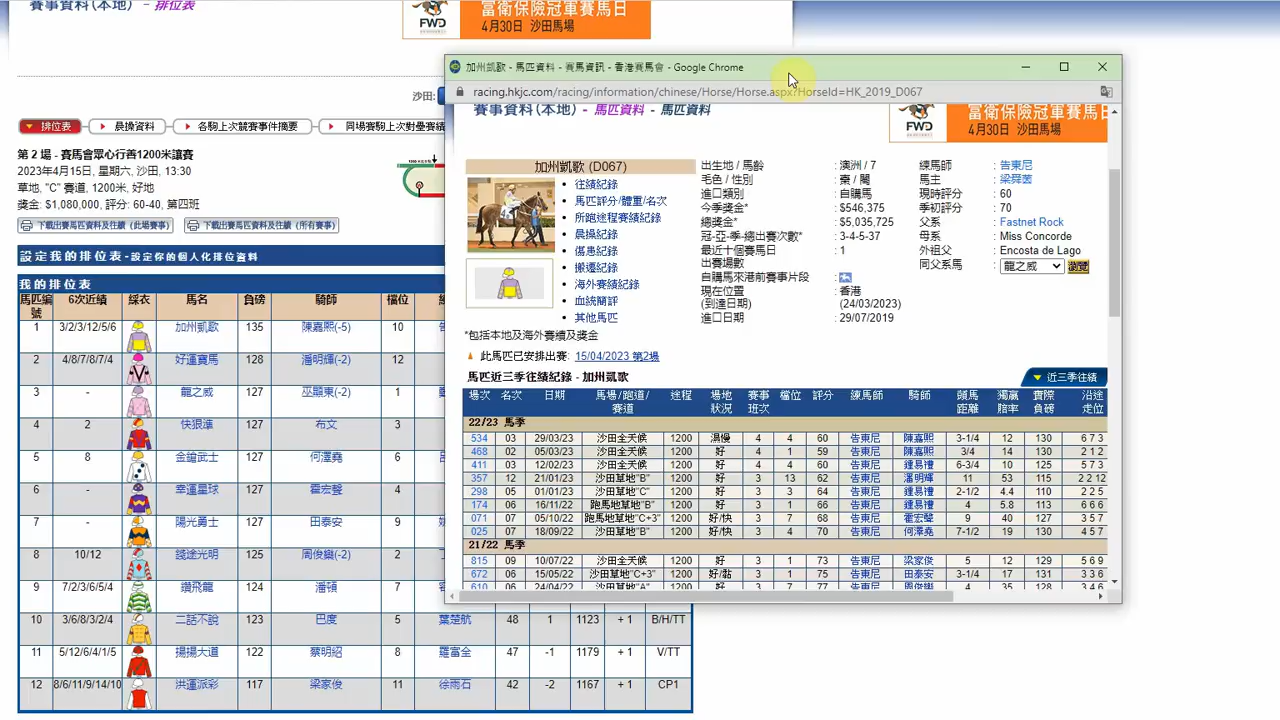 賽事資料(本地) - 排位表
FWD
富衛保險冠軍賽馬日
4月30日 沙田馬場
沙田:
排位表
晨操資料
各駒上次競賽事件摘要
同場賽駒上次對壘賽績
第 2 場 - 賽馬會眾心行善1200米讓賽
2023年4月15日, 星期六, 沙田, 13:30
草地, "C" 賽道, 1200米, 好地
獎金: $1,080,000, 評分: 60-40, 第四班
下載出賽馬匹資料及往績 (此場賽事)
下載出賽馬匹資料及往績 (所有賽事)
設定我的排位表-設定你的個人化排位資料
我的排位表
馬匹編號 6次近績 綵衣 馬名 負磅 騎師 檔位
1 3/2/3/12/5/6 加州凱歌 135 陳嘉熙(-5) 10
2 4/8/7/8/7/4 好運寶馬 128 潘明輝(-2) 12
3 - 龍之威 127 巫顯東(-2) 1
4 2 快狠準 127 布文 3
5 8 金鎗武士 127 何澤堯 6
6 - 幸運星球 127 霍宏聲 4
7 - 陽光勇士 127 田泰安 9
8 10/12 錢途光明 125 周俊樂(-2) 2
9 7/2/3/6/5/4 鑽飛龍 124 潘頓 7
10 3/6/8/3/2/4 二話不說 123 巴度 5 葉楚航 48 1 1123 + 1 B/H/TT
11 5/12/6/4/1/5 揚揚大道 122 蔡明紹 8 羅富全 47 -1 1179 + 1 V/TT
12 8/6/11/9/14/10 洪運派彩 117 梁家俊 11 徐雨石 42 -2 1167 + 1 CP1
加州凱歌 - 馬匹資料 - 賽馬資訊 - 香港賽馬會 - Google Chrome
racing.hkjc.com/racing/information/chinese/Horse/Horse.aspx?HorseId=HK_2019_D067
賽事資料(本地) - 馬匹資料 - 馬匹資料
FWD
富衛保險冠軍賽馬日
4月30日 沙田馬場
加州凱歌 (D067)
往績紀錄
馬匹評分/體重/名次
所跑途程賽績紀錄
晨操紀錄
傷患紀錄
搬遷紀錄
海外賽績紀錄
血統簡評
其他馬匹
出生地 / 馬齡 : 澳洲 / 7
毛色 / 性別 : 棗 / 閹
進口類別 : 自購馬
今季獎金* : $546,375
總獎金* : $5,035,725
冠-亞-季-總出賽次數* : 3-4-5-37
最近十個賽馬日 : 1
出賽場數
自購馬來港前賽事片段 :
現在位置 : 香港
(到達日期) (24/03/2023)
進口日期 : 29/07/2019
練馬師 : 告東尼
馬主 : 梁舜茵
現時評分 : 60
季初評分 : 70
父系 : Fastnet Rock
母系 : Miss Concorde
外祖父 : Encosta de Lago
同父系馬 : 龍之威 瀏覽
*包括本地及海外賽績及獎金
此馬匹已安排出賽: 15/04/2023 第2場
馬匹近三季往績紀錄 - 加州凱歌
近三季往績
場次 名次 日期 馬場/跑道/賽道 途程 場地狀況 賽事班次 檔位 評分 練馬師 騎師 頭馬距離 獨贏賠率 實際負磅 沿途走位
22/23 馬季
534 03 29/03/23 沙田全天候 1200 濕慢 4 4 60 告東尼 陳嘉熙 3-1/4 12 130 6 7 3
468 02 05/03/23 沙田全天候 1200 好 4 1 59 告東尼 陳嘉熙 3/4 14 130 2 1 2
411 03 12/02/23 沙田全天候 1200 好 4 4 60 告東尼 鍾易禮 6-3/4 10 125 5 7 3
357 12 21/01/23 沙田草地"B" 1200 好 4 13 62 告東尼 潘明輝 11 53 115 2 2 12
298 05 01/01/23 沙田草地"C" 1200 好 3 3 64 告東尼 鍾易禮 2-1/2 4.4 110 2 2 5
174 06 16/11/22 跑馬地草地"B" 1200 好 3 1 66 告東尼 鍾易禮 4 5.8 113 6 6 6
071 07 05/10/22 跑馬地草地"C+3" 1200 好/快 3 7 68 告東尼 霍宏聲 9 40 127 3 5 7
025 07 18/09/22 沙田草地"B" 1200 好/快 3 4 70 告東尼 何澤堯 7-1/2 19 130 4 5 7
21/22 馬季
815 09 10/07/22 沙田全天候 1200 好 3 1 73 告東尼 梁家俊 5 12 129 5 6 9
672 06 15/05/22 沙田草地"C+3" 1200 好/黏 3 1 75 告東尼 田泰安 3-1/4 17 131 3 3 6
610 06 24/04/22 沙田草地"A" 1200 好 3 7 77 告東尼 周俊樂 4 35 128 3 4 6